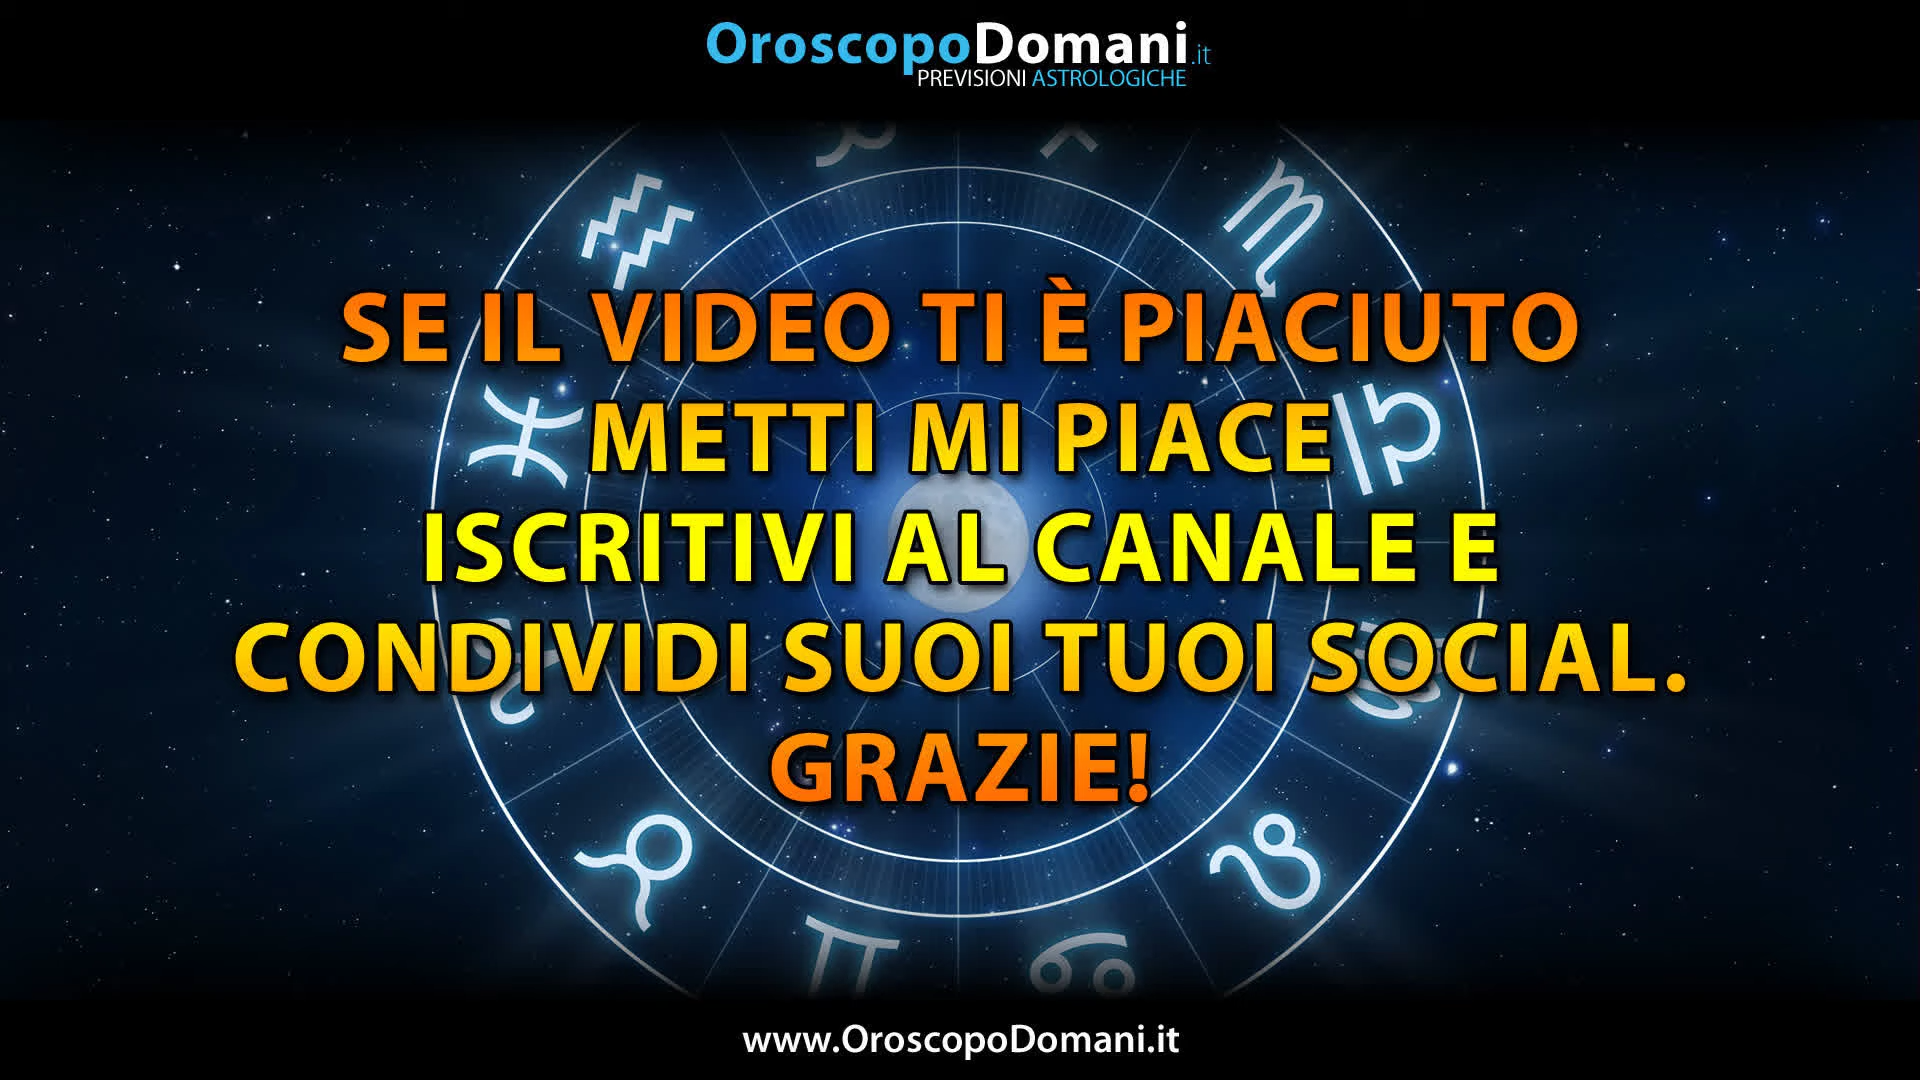 OroscopoDomani.it
PREVISIONI ASTROLOGICHE
SE IL VIDEO TI È PIACIUTO
METTI MI PIACE
ISCRITIVI AL CANALE E
CONDIVIDI SUOI TUOI SOCIAL.
GRAZIE!
www.OroscopoDomani.it